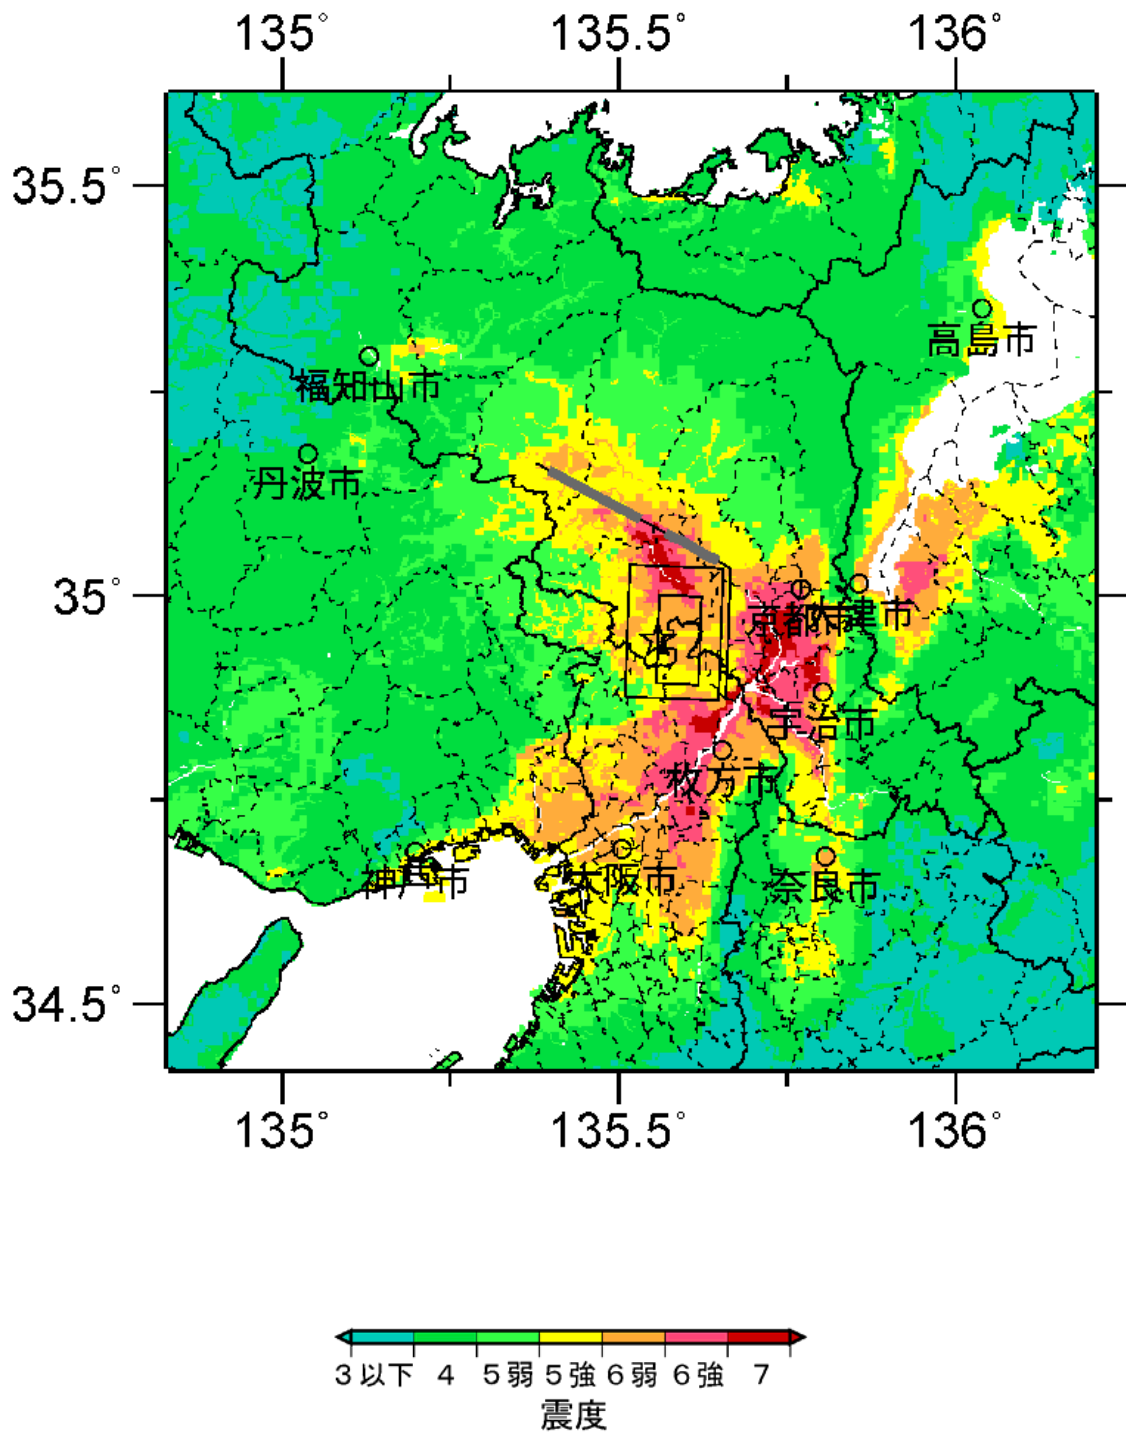 135° 135.5° 136°
35.5°
高島市
福知山市
丹波市
35°
京都市 大津市
宇治市
枚方市
神戸市 大阪市 奈良市
34.5°
135° 135.5° 136°
3以下 4 5弱 5強 6弱 6強 7
震度